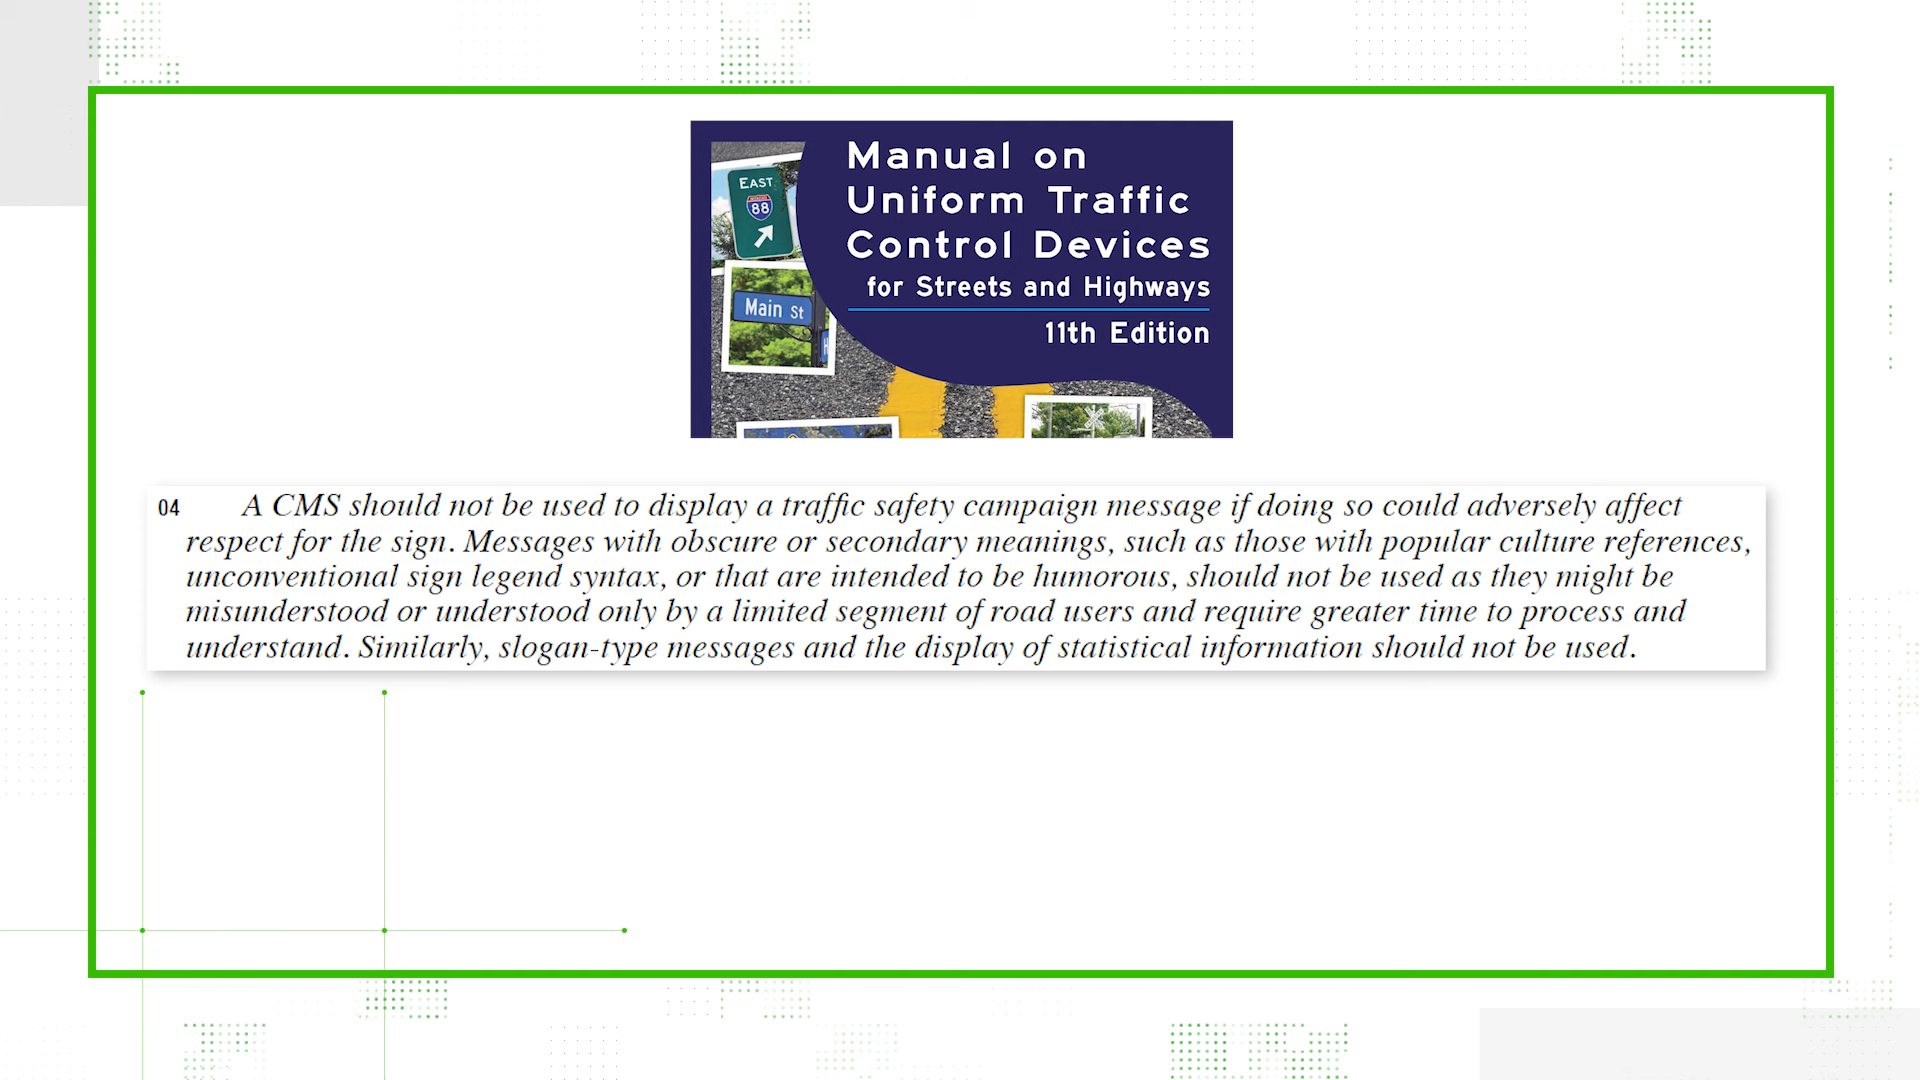 Manual on
Uniform Traffic
Control Devices
for Streets and Highways
11th Edition
EAST
88
Main St
H
04 A CMS should not be used to display a traffic safety campaign message if doing so could adversely affect
respect for the sign. Messages with obscure or secondary meanings, such as those with popular culture references,
unconventional sign legend syntax, or that are intended to be humorous, should not be used as they might be
misunderstood or understood only by a limited segment of road users and require greater time to process and
understand. Similarly, slogan-type messages and the display of statistical information should not be used.